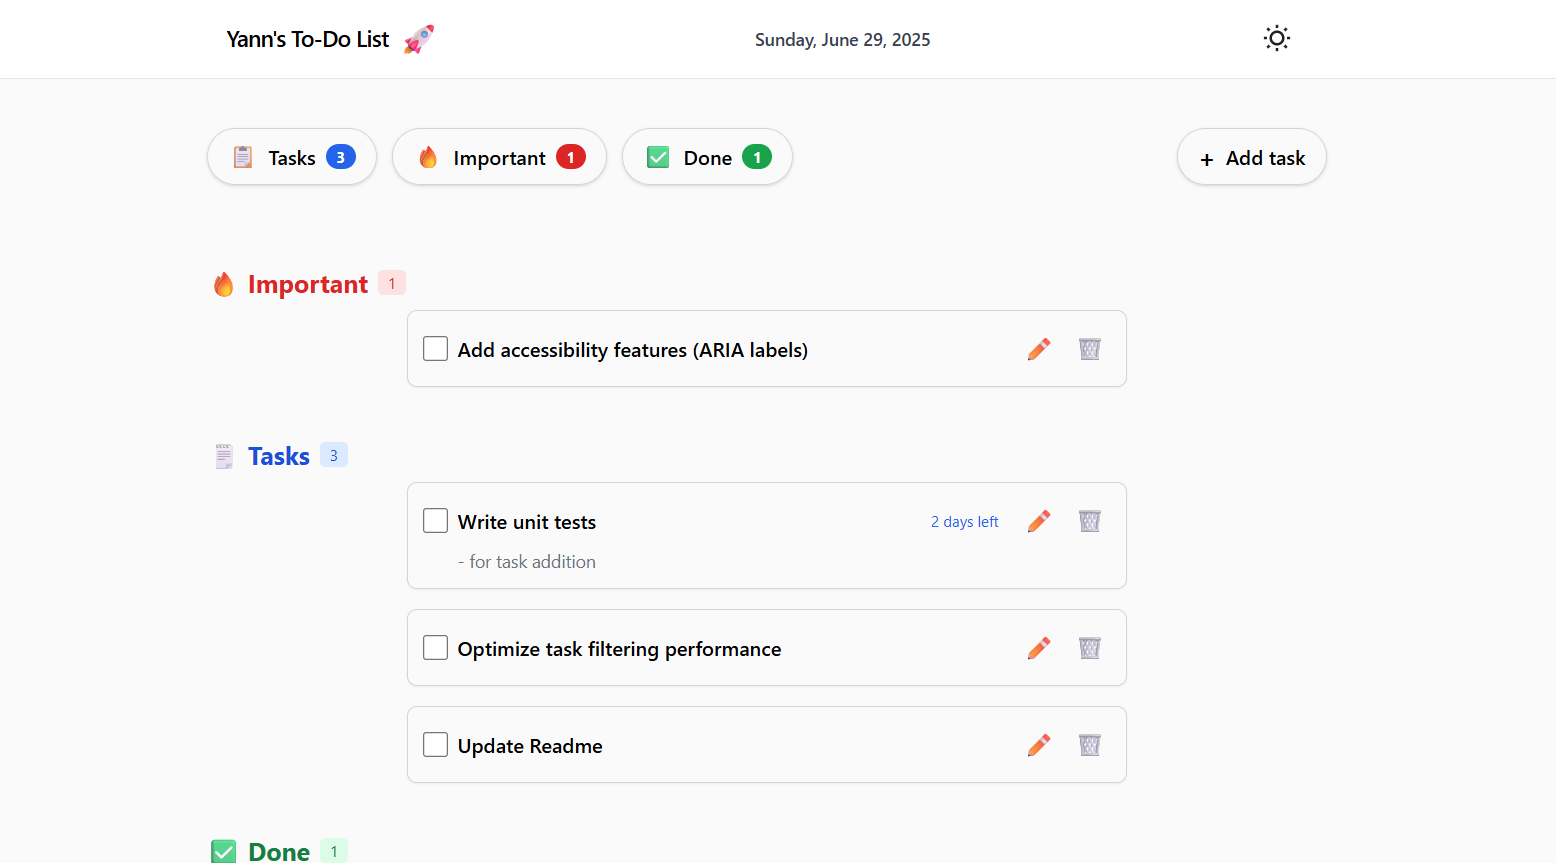 Yann's To-Do List
Sunday, June 29, 2025
Tasks 3
Important 1
Done 1
+ Add task
Important 1
Add accessibility features (ARIA labels)
Tasks 3
Write unit tests
2 days left
- for task addition
Optimize task filtering performance
Update Readme
Done 1